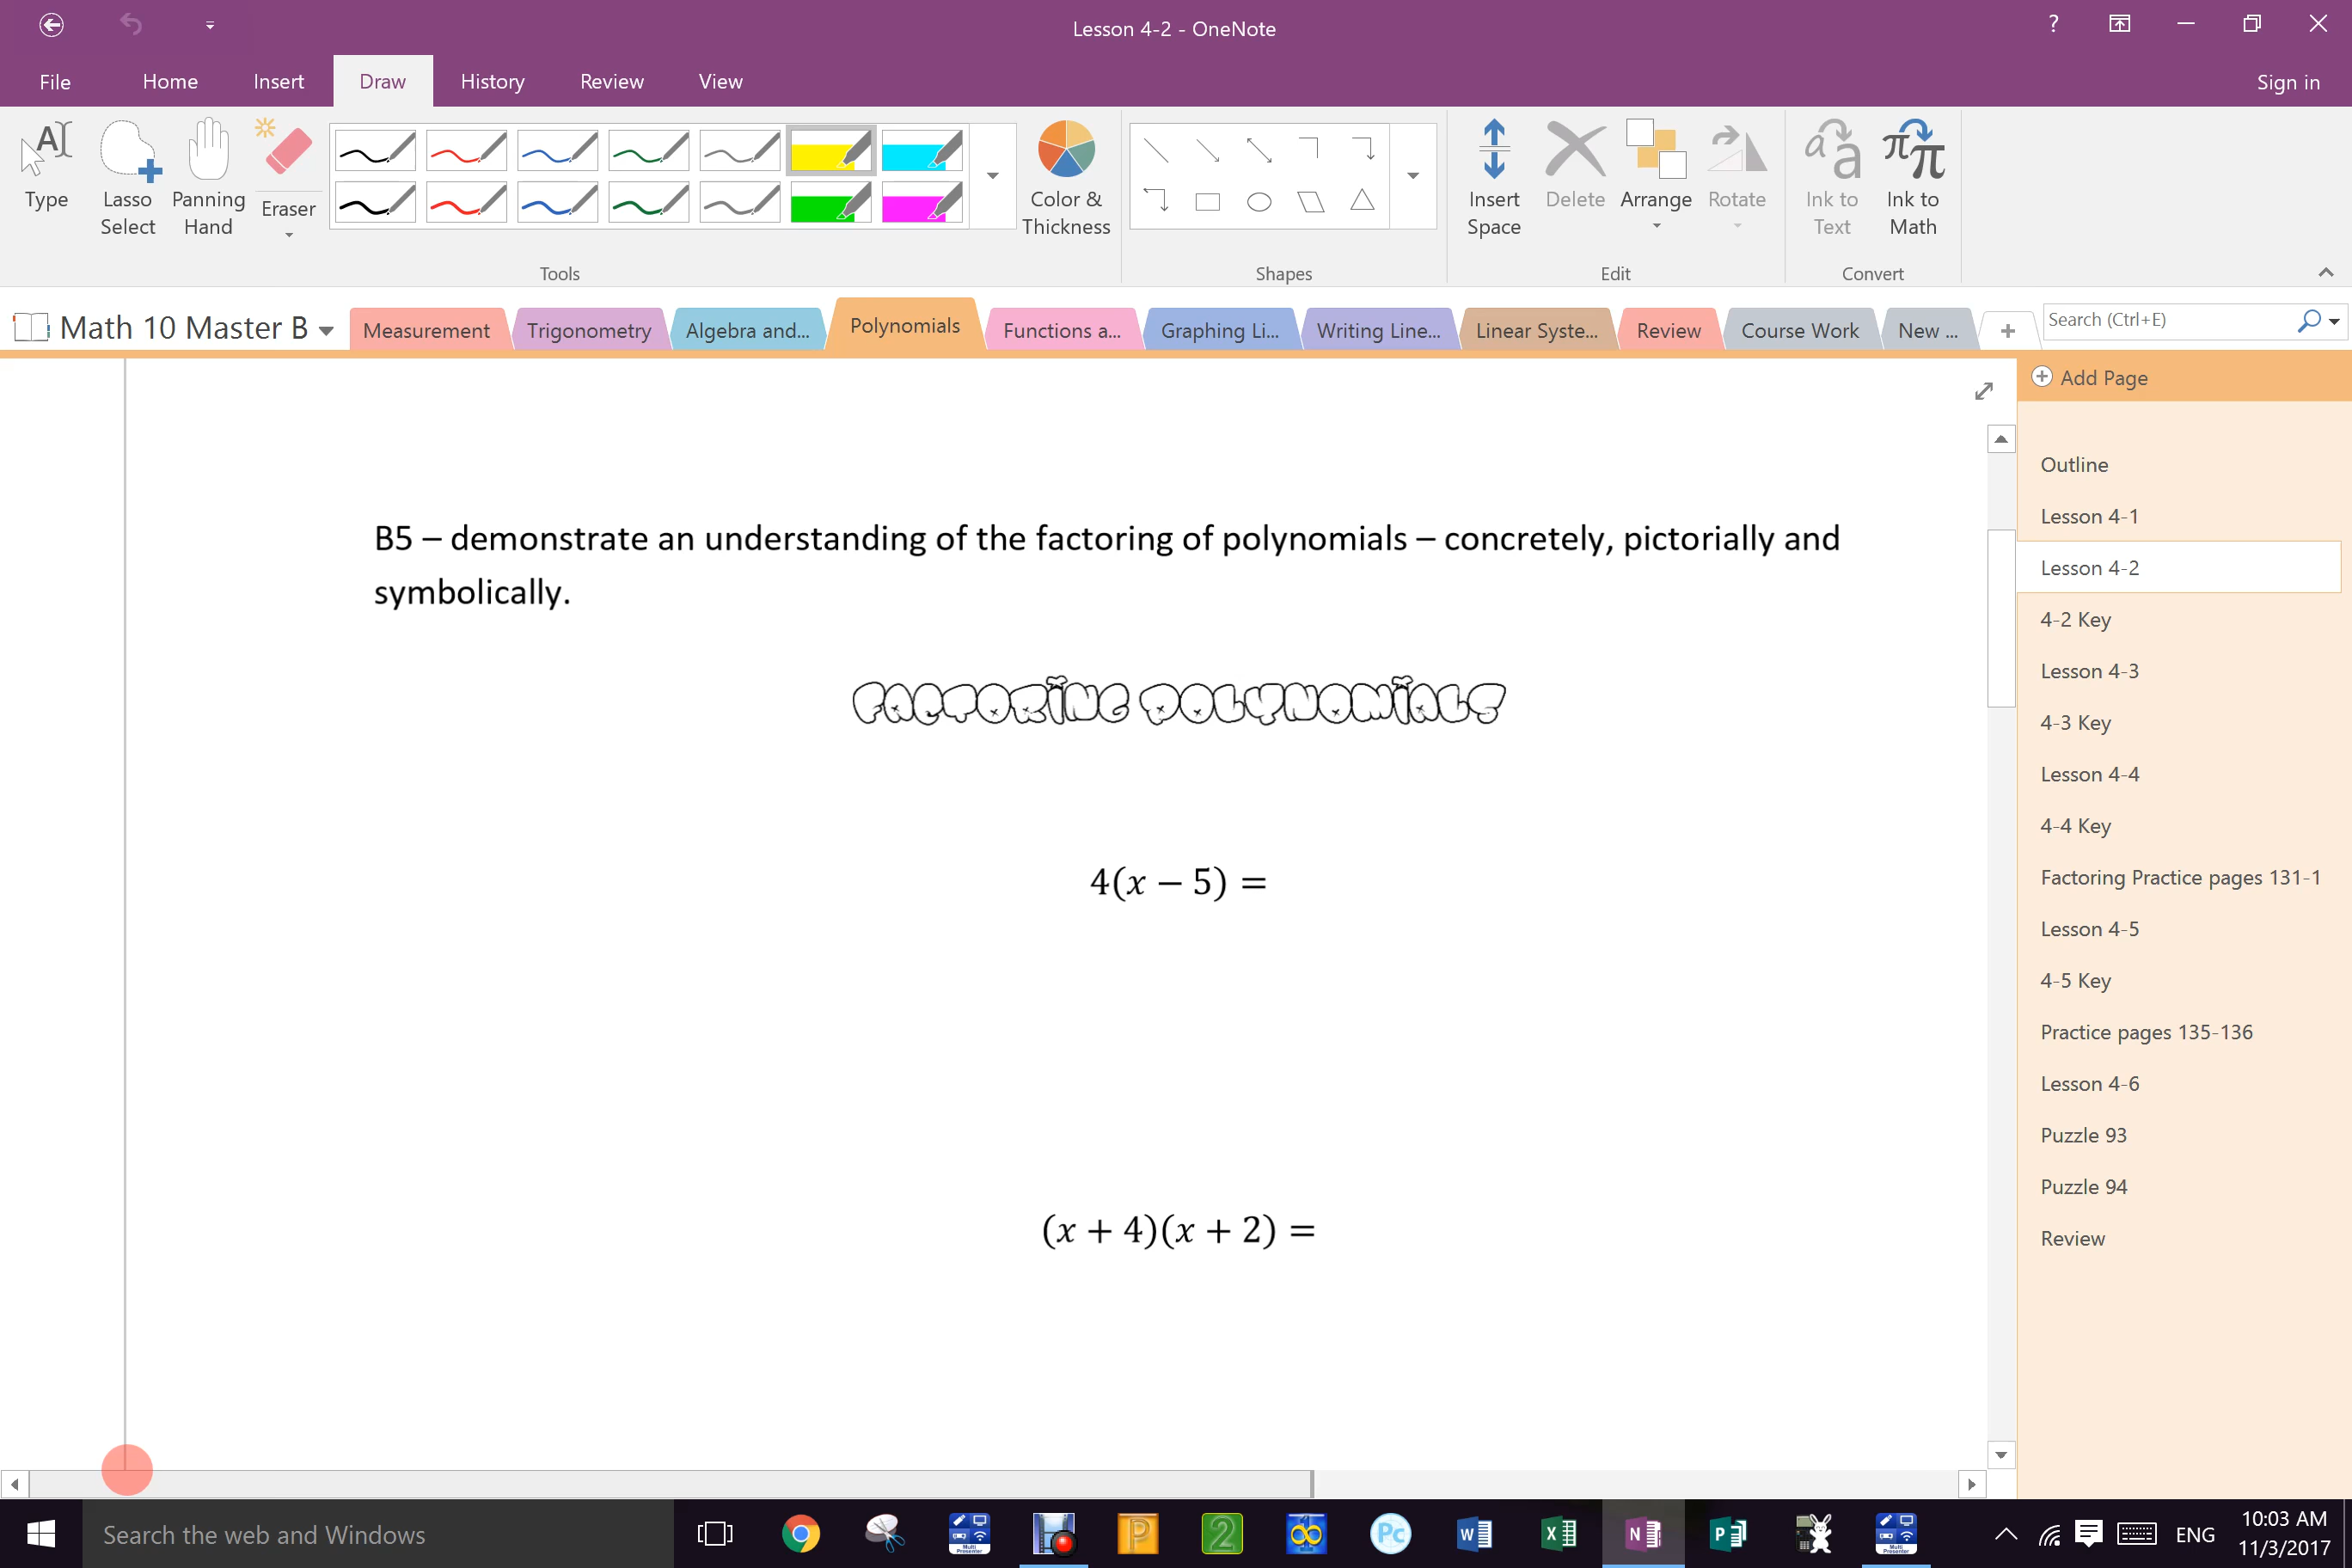 Lesson 4-2 - OneNote
?
File Home Insert Draw History Review View Sign in
Type Lasso Select Panning Hand Eraser Color & Thickness Insert Space Delete Arrange Rotate Ink to Text Ink to Math
Tools Shapes Edit Convert
Math 10 Master B Measurement Trigonometry Algebra and... Polynomials Functions a... Graphing Li... Writing Line... Linear Syste... Review Course Work New ... + Search (Ctrl+E)
Add Page
B5 – demonstrate an understanding of the factoring of polynomials – concretely, pictorially and
symbolically.
FACTORING POLYNOMIALS
4(x − 5) =
(x + 4)(x + 2) =
Outline
Lesson 4-1
Lesson 4-2
4-2 Key
Lesson 4-3
4-3 Key
Lesson 4-4
4-4 Key
Factoring Practice pages 131-1
Lesson 4-5
4-5 Key
Practice pages 135-136
Lesson 4-6
Puzzle 93
Puzzle 94
Review
Search the web and Windows
ENG
10:03 AM
11/3/2017